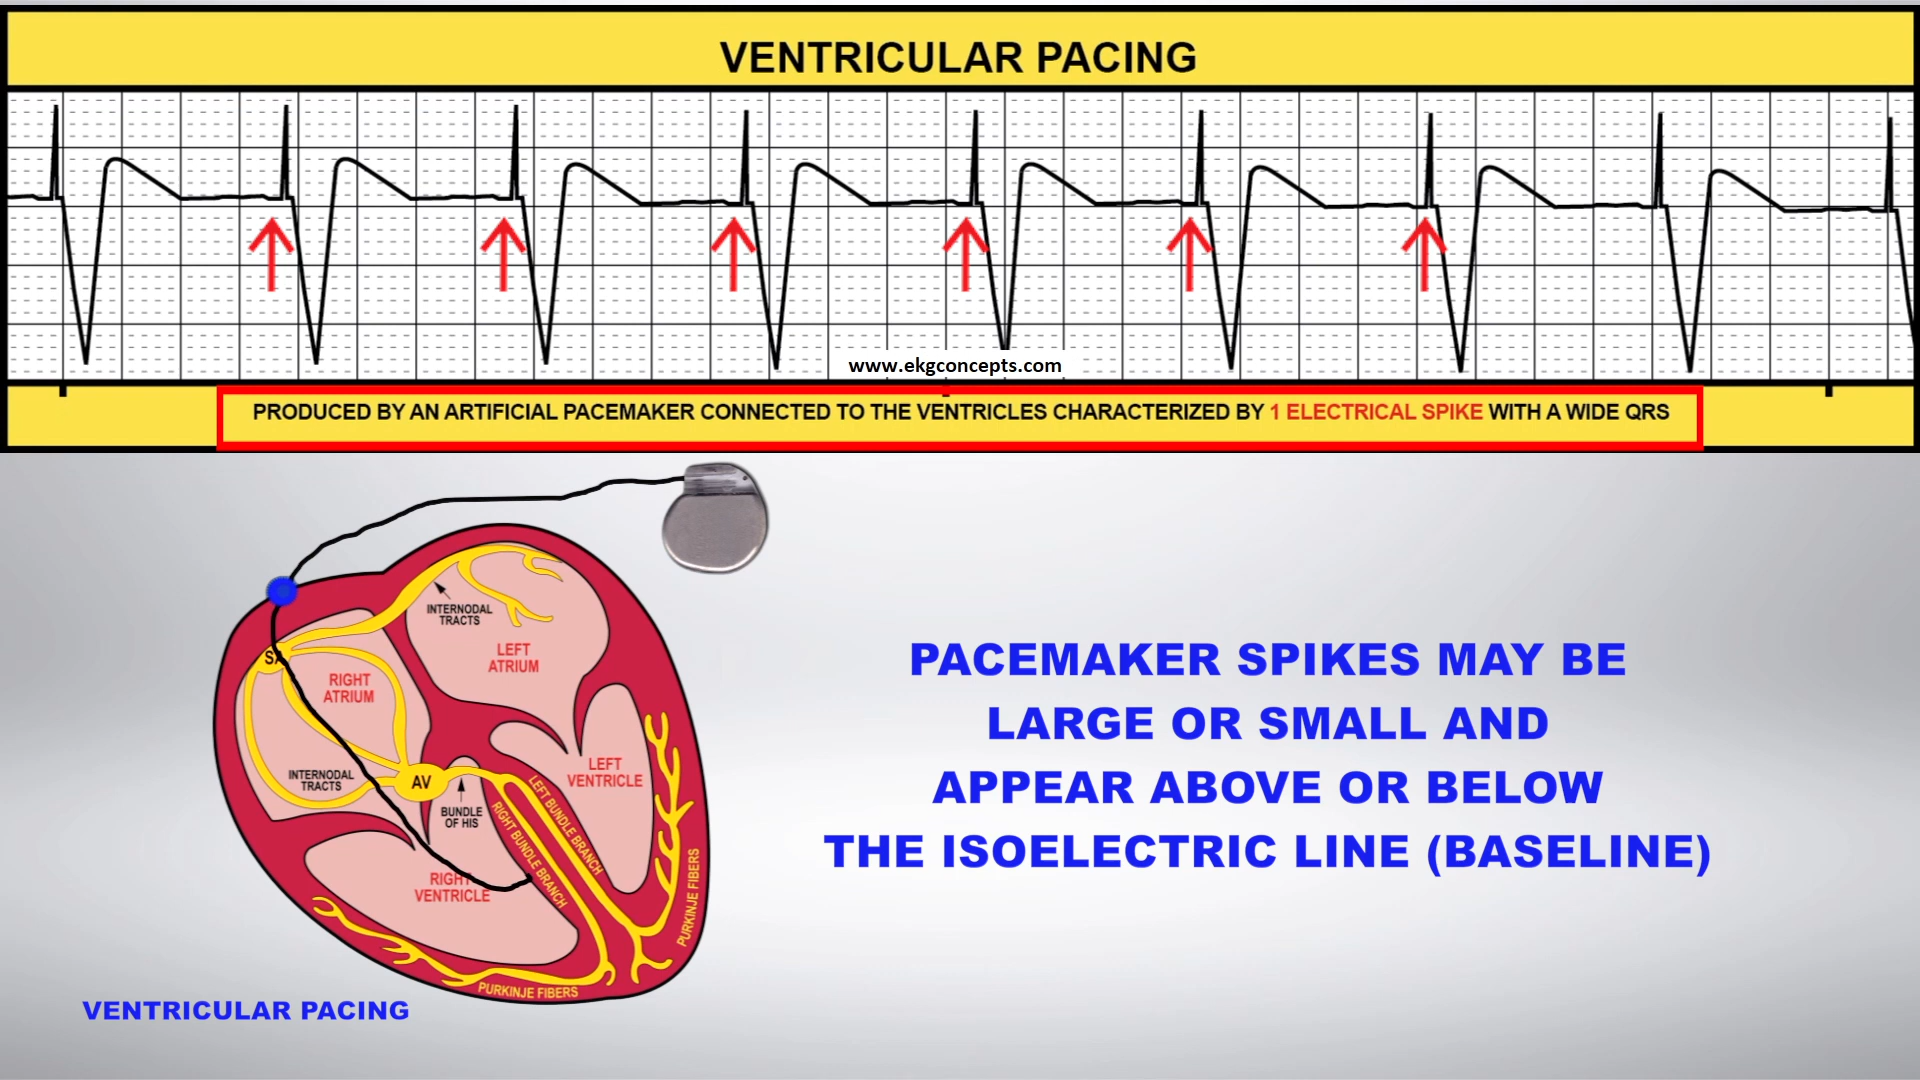 VENTRICULAR PACING
www.ekgconcepts.com
PRODUCED BY AN ARTIFICIAL PACEMAKER CONNECTED TO THE VENTRICLES CHARACTERIZED BY 1 ELECTRICAL SPIKE WITH A WIDE QRS
INTERNODAL
TRACTS
LEFT
ATRIUM
SA
RIGHT
ATRIUM
INTERNODAL
TRACTS
AV
BUNDLE
OF HIS
LEFT
VENTRICLE
LEFT BUNDLE BRANCH
RIGHT BUNDLE BRANCH
RIGHT
VENTRICLE
PURKINJE FIBERS
PURKINJE FIBERS
VENTRICULAR PACING
PACEMAKER SPIKES MAY BE
LARGE OR SMALL AND
APPEAR ABOVE OR BELOW
THE ISOELECTRIC LINE (BASELINE)